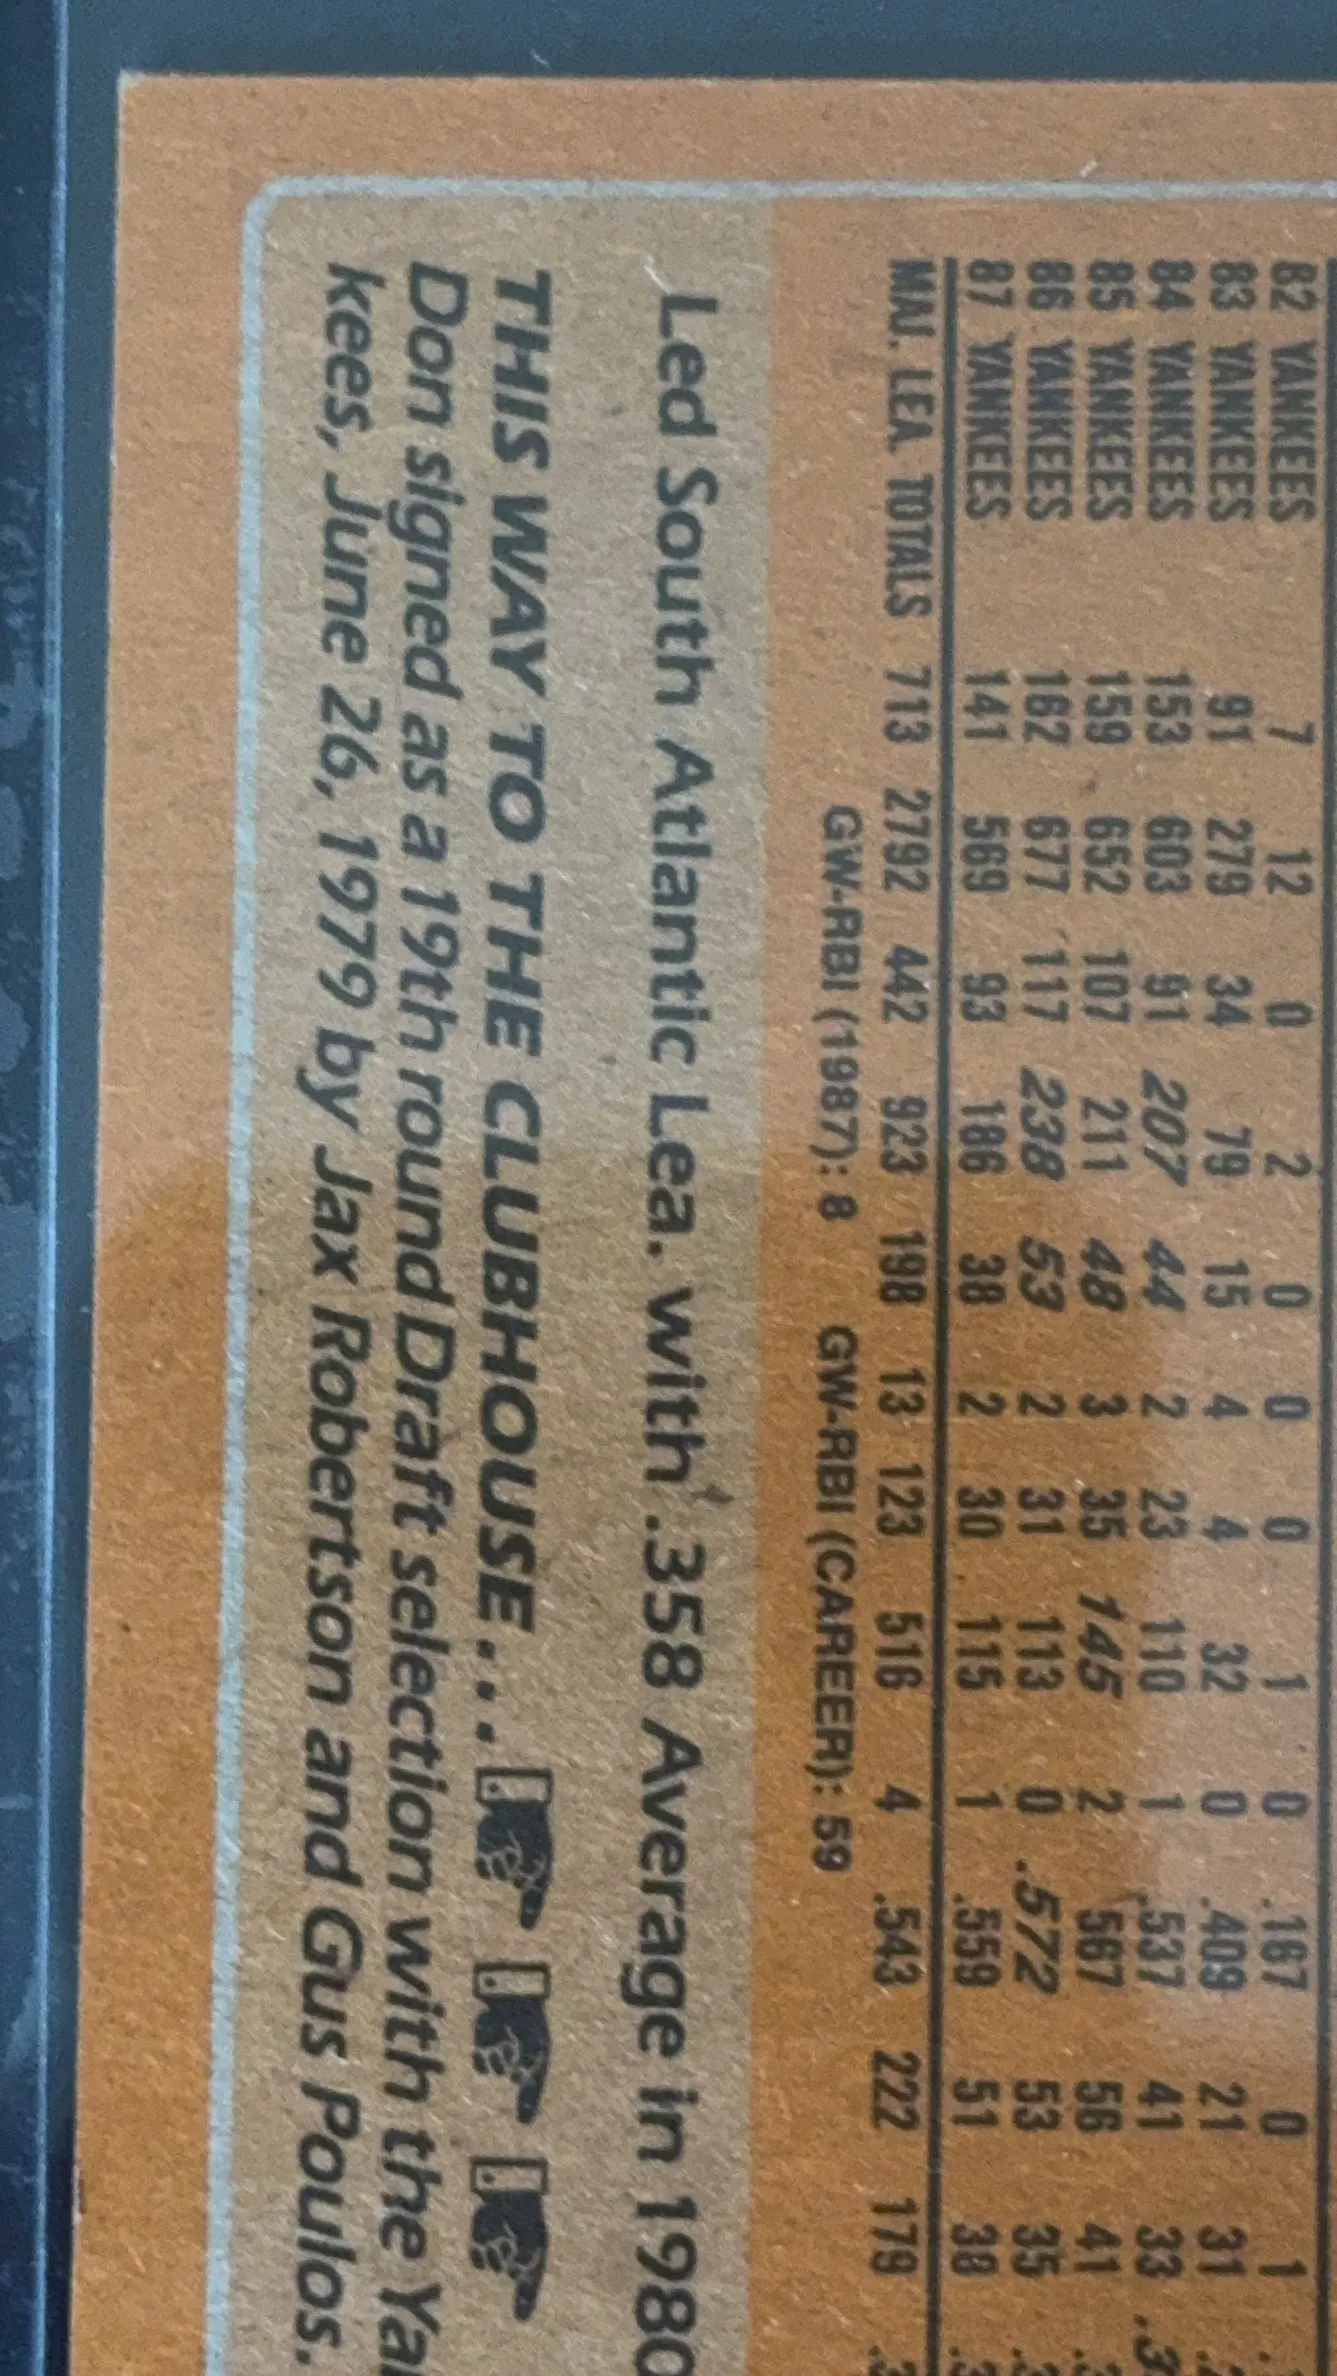 82 YANKEES 7 12 0 2 0 0 0 1 0 .167 0 1
83 YANKEES 91 279 34 79 15 4 4 32 0 .409 21 31
84 YANKEES 153 603 91 207 44 2 23 110 1 .537 41 33 .3
85 YANKEES 159 652 107 211 48 3 35 145 2 .567 56 41
86 YANKEES 162 677 117 238 53 2 31 113 0 .572 53 35
87 YANKEES 141 569 93 186 38 2 30 115 1 .559 51 38
MAJ. LEA. TOTALS 713 2792 442 923 198 13 123 516 4 .543 222 179
GW-RBI (1987): 8 GW-RBI (CAREER): 59
Led South Atlantic Lea. with .358 Average in 1980
THIS WAY TO THE CLUBHOUSE...
Don signed as a 19th round Draft selection with the Ya
kees, June 26, 1979 by Jax Robertson and Gus Poulos.